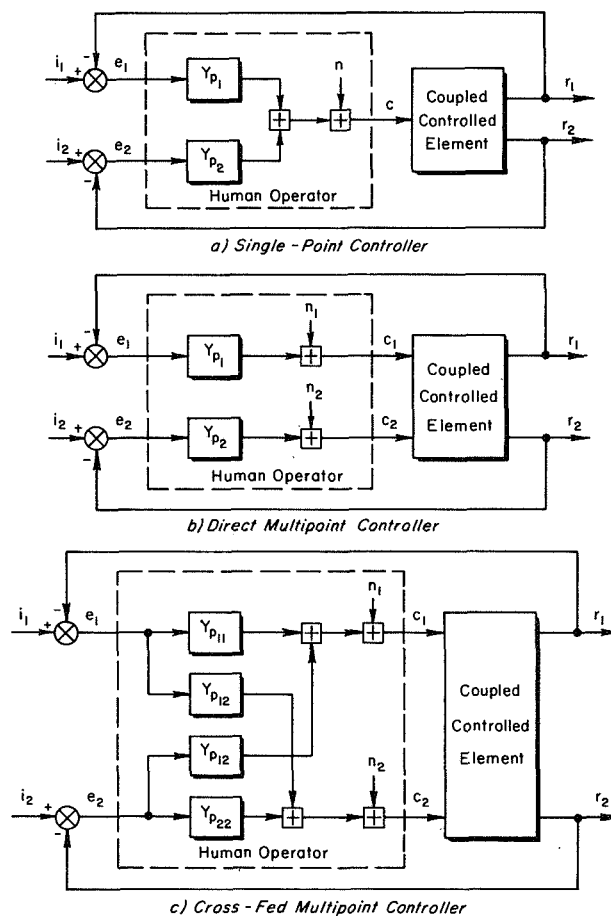 i1 + - e1 Yp1 n c Coupled r1
Controlled
Element
i2 + - e2 Yp2 r2
Human Operator
a) Single - Point Controller
i1 + - e1 Yp1 n1 c1 Coupled r1
Controlled
i2 + - e2 Yp2 n2 c2 Element r2
Human Operator
b) Direct Multipoint Controller
i1 + - e1 Yp11 n1 c1 r1
Yp12
Coupled
Controlled
Yp12
Element
i2 + - e2 Yp22 n2 c2 r2
Human Operator
c) Cross - Fed Multipoint Controller